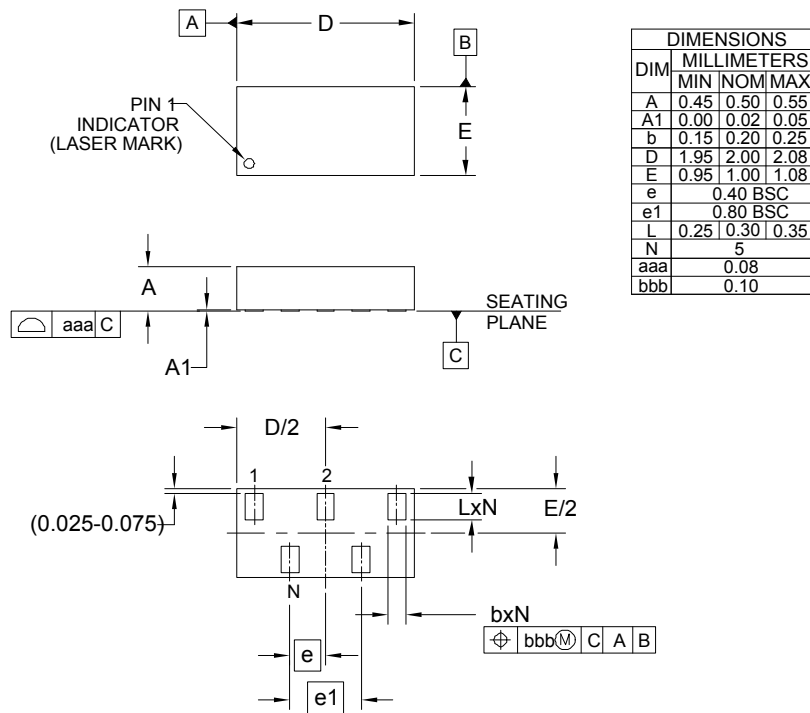 A
D
B
PIN 1
INDICATOR
(LASER MARK)
E
DIMENSIONS
DIM MILLIMETERS
MIN NOM MAX
A 0.45 0.50 0.55
A1 0.00 0.02 0.05
b 0.15 0.20 0.25
D 1.95 2.00 2.08
E 0.95 1.00 1.08
e 0.40 BSC
e1 0.80 BSC
L 0.25 0.30 0.35
N 5
aaa 0.08
bbb 0.10
A
SEATING
PLANE
aaa C
A1
C
D/2
1 2
(0.025-0.075)
LxN
E/2
N
bxN
bbbⓂ C A B
e
e1